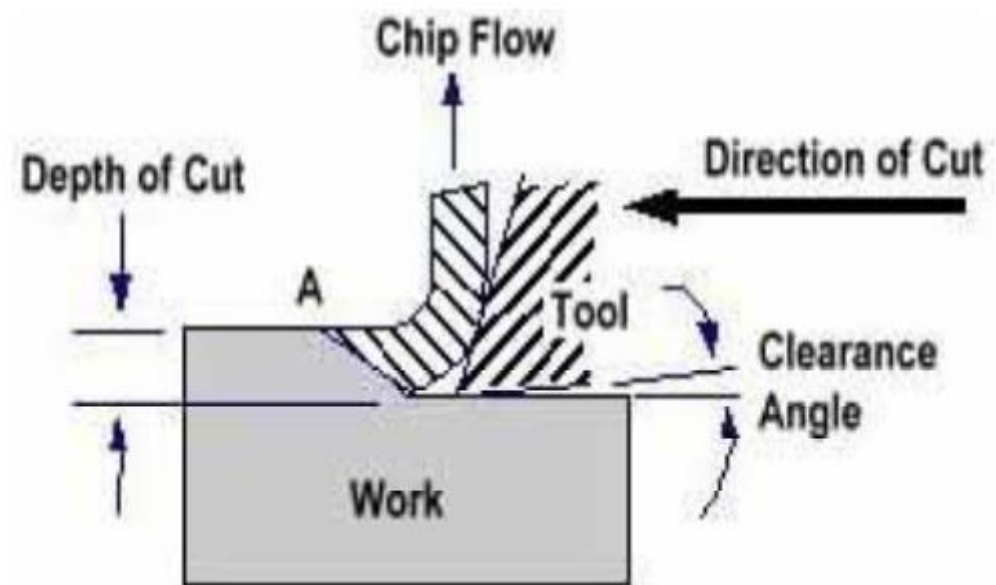 Chip Flow
Depth of Cut
Direction of Cut
A
Tool
Clearance
Angle
Work